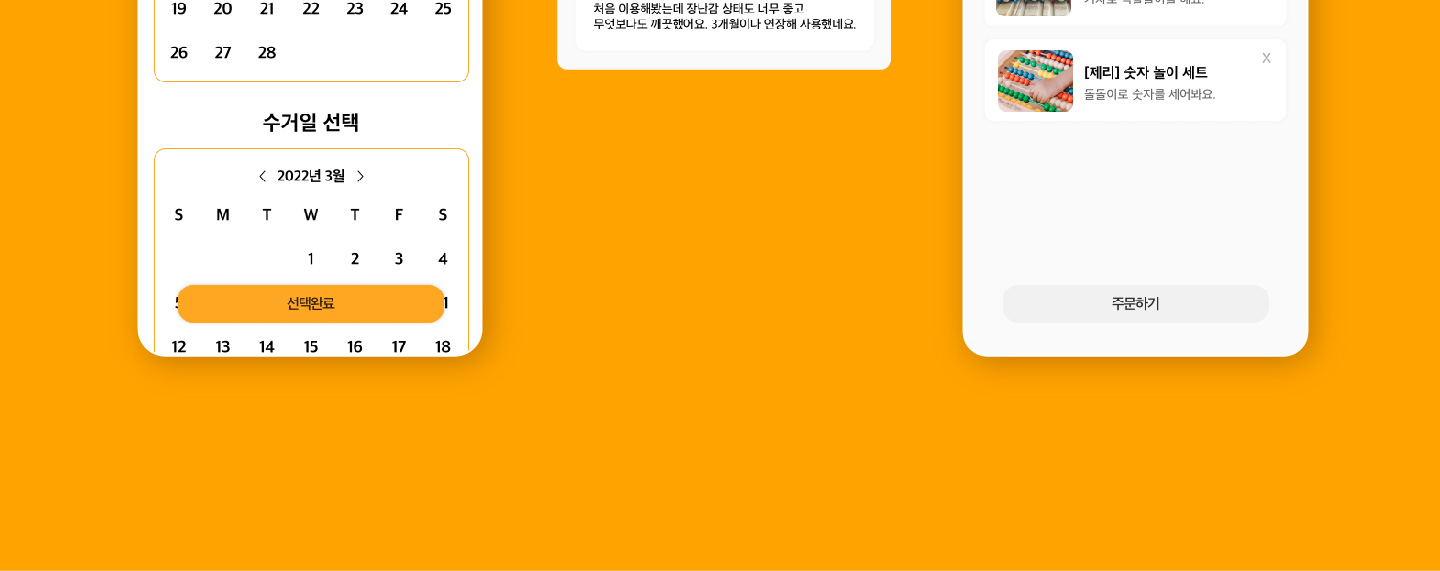 19 20 21 22 23 24 25
26 27 28
수거일 선택
< 2022년 3월 >
S M T W T F S
1 2 3 4
선택완료
12 13 14 15 16 17 18
처음 이용해봤는데 장난감 상태도 너무 좋고
무엇보다도 깨끗했어요. 3개월이나 연장해 사용했네요.
X
[제리] 숫자 놀이 세트
돌돌이로 숫자를 세어봐요.
주문하기